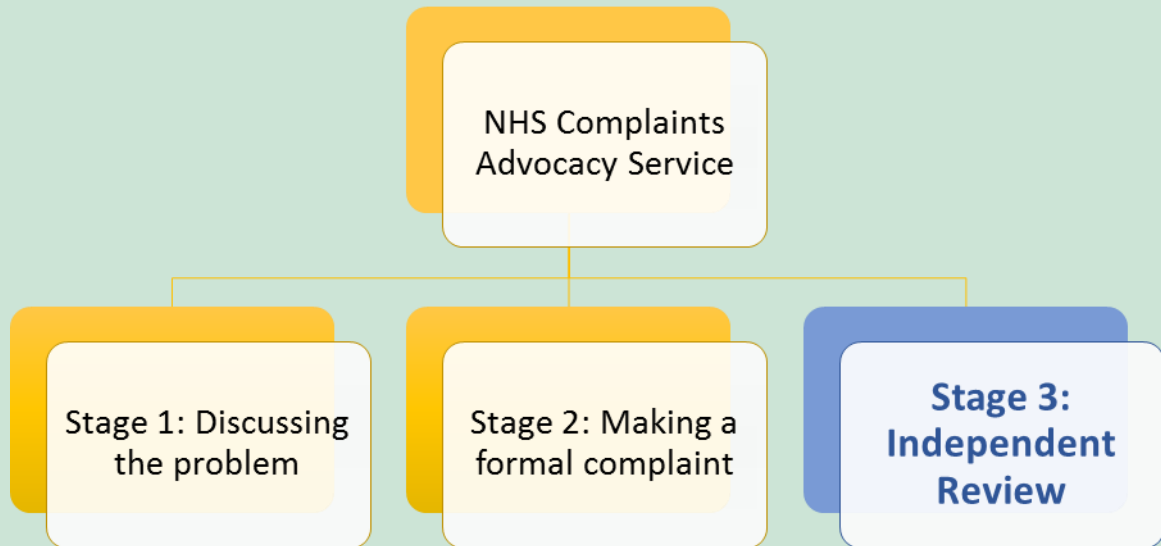 NHS Complaints
Advocacy Service
Stage 1: Discussing
the problem
Stage 2: Making a
formal complaint
Stage 3:
Independent
Review